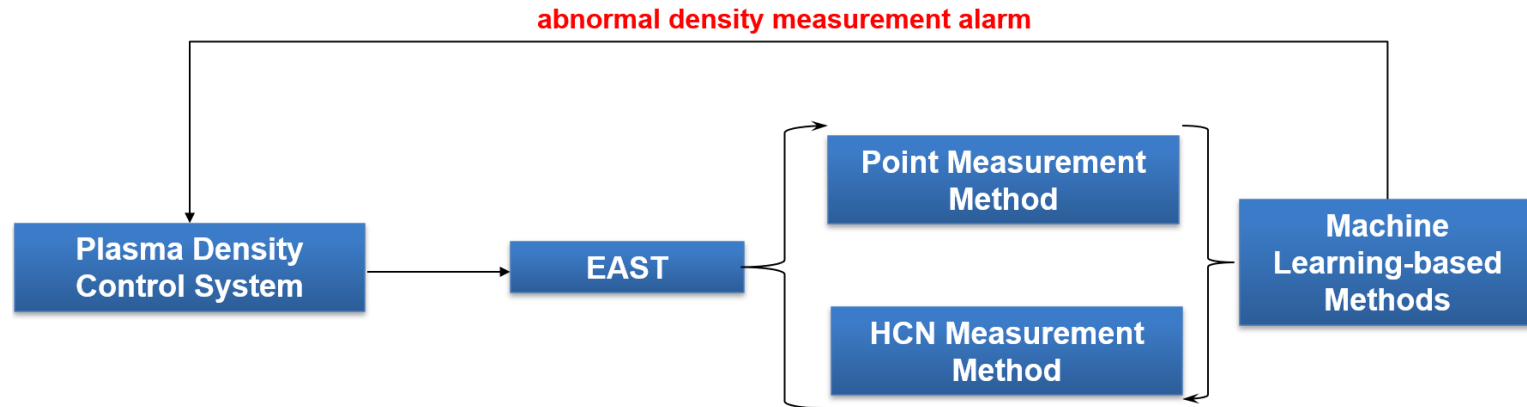 abnormal density measurement alarm
Plasma Density
Control System
EAST
Point Measurement
Method
HCN Measurement
Method
Machine
Learning-based
Methods